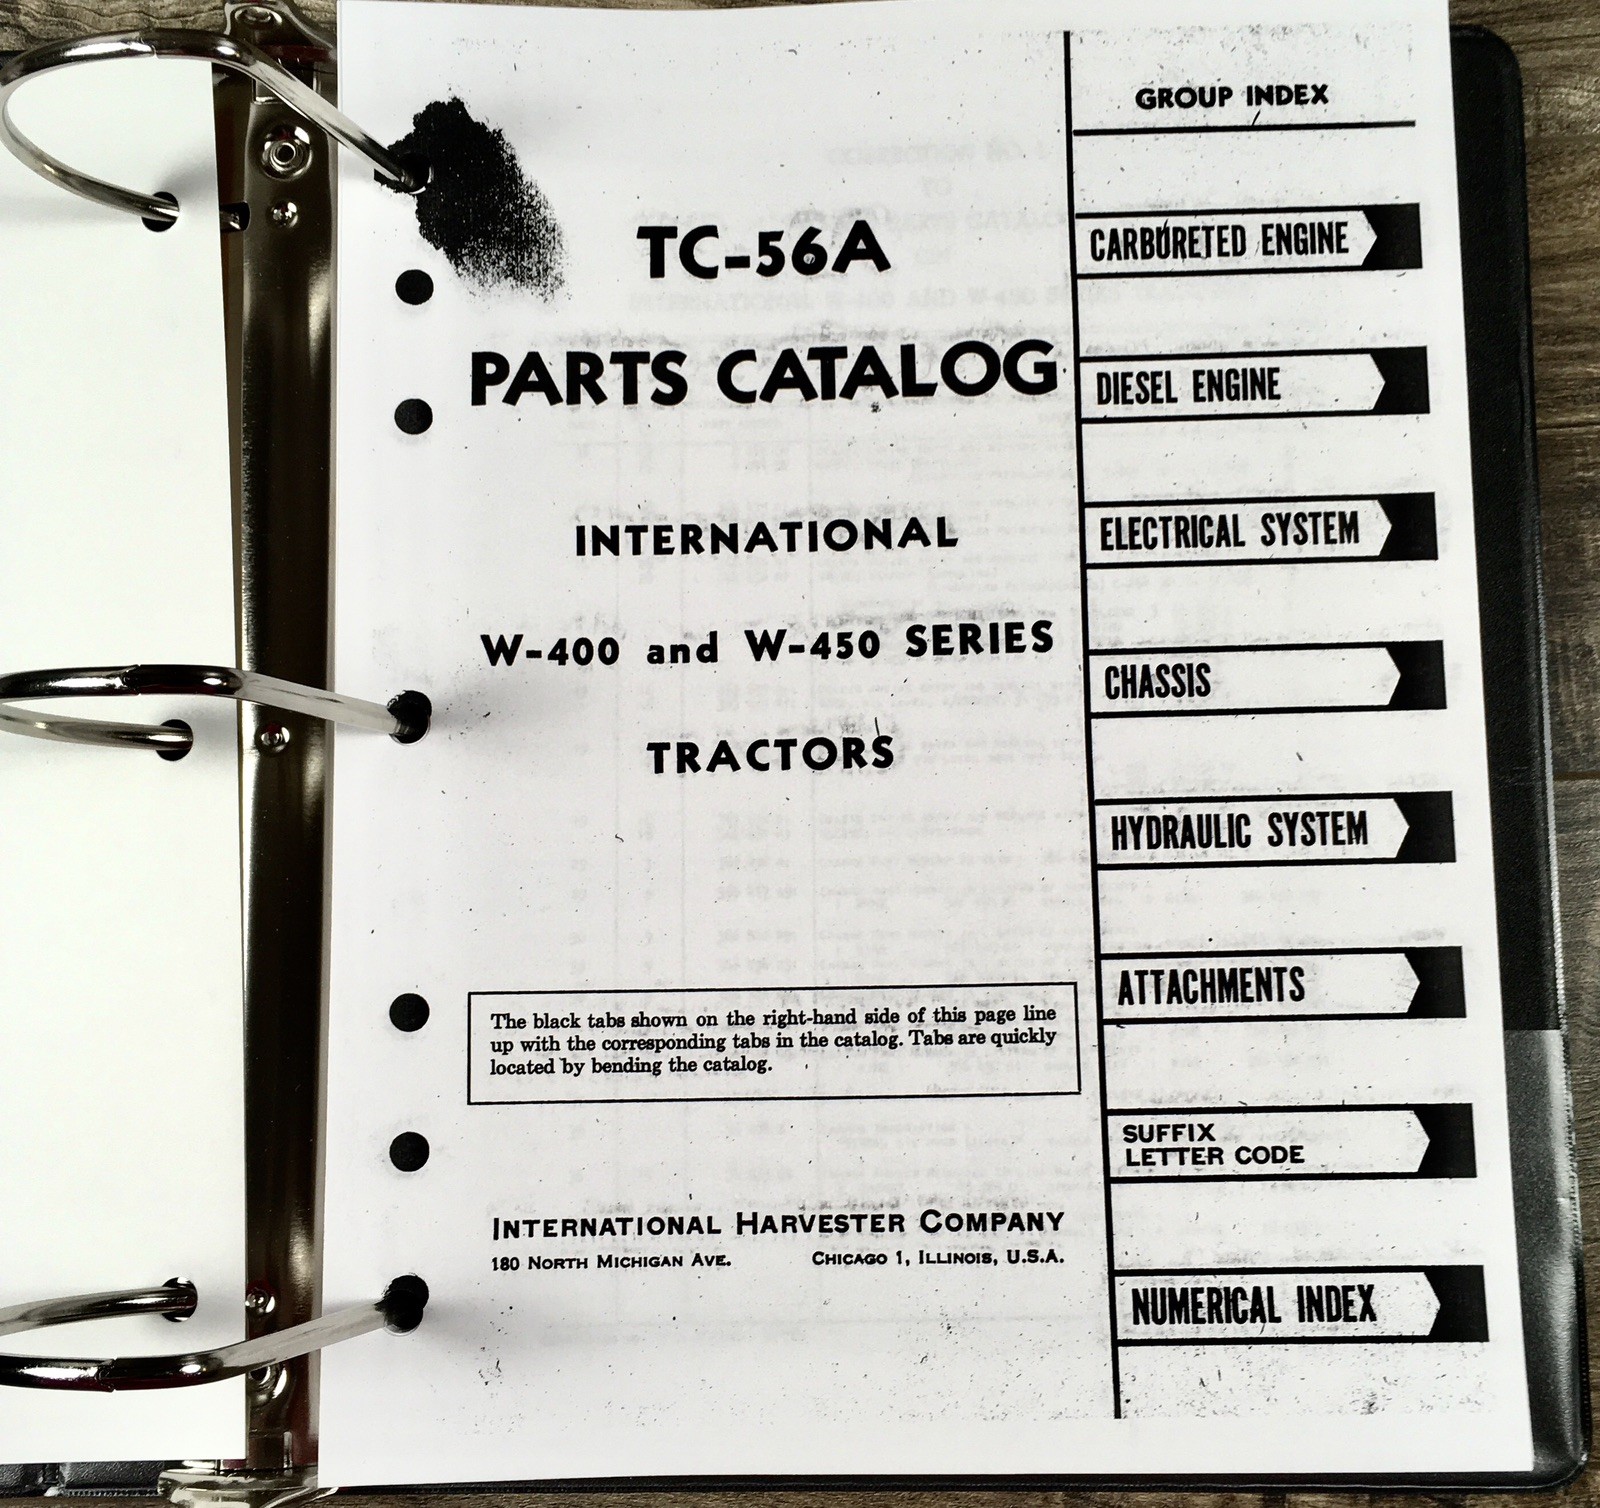 TC-56A
PARTS CATALOG
INTERNATIONAL
W-400 and W-450 SERIES
TRACTORS
The black tabs shown on the right-hand side of this page line
up with the corresponding tabs in the catalog. Tabs are quickly
located by bending the catalog.
INTERNATIONAL HARVESTER COMPANY
180 NORTH MICHIGAN AVE. CHICAGO 1, ILLINOIS, U.S.A.
GROUP INDEX
CARBURETED ENGINE
DIESEL ENGINE
ELECTRICAL SYSTEM
CHASSIS
HYDRAULIC SYSTEM
ATTACHMENTS
SUFFIX
LETTER CODE
NUMERICAL INDEX